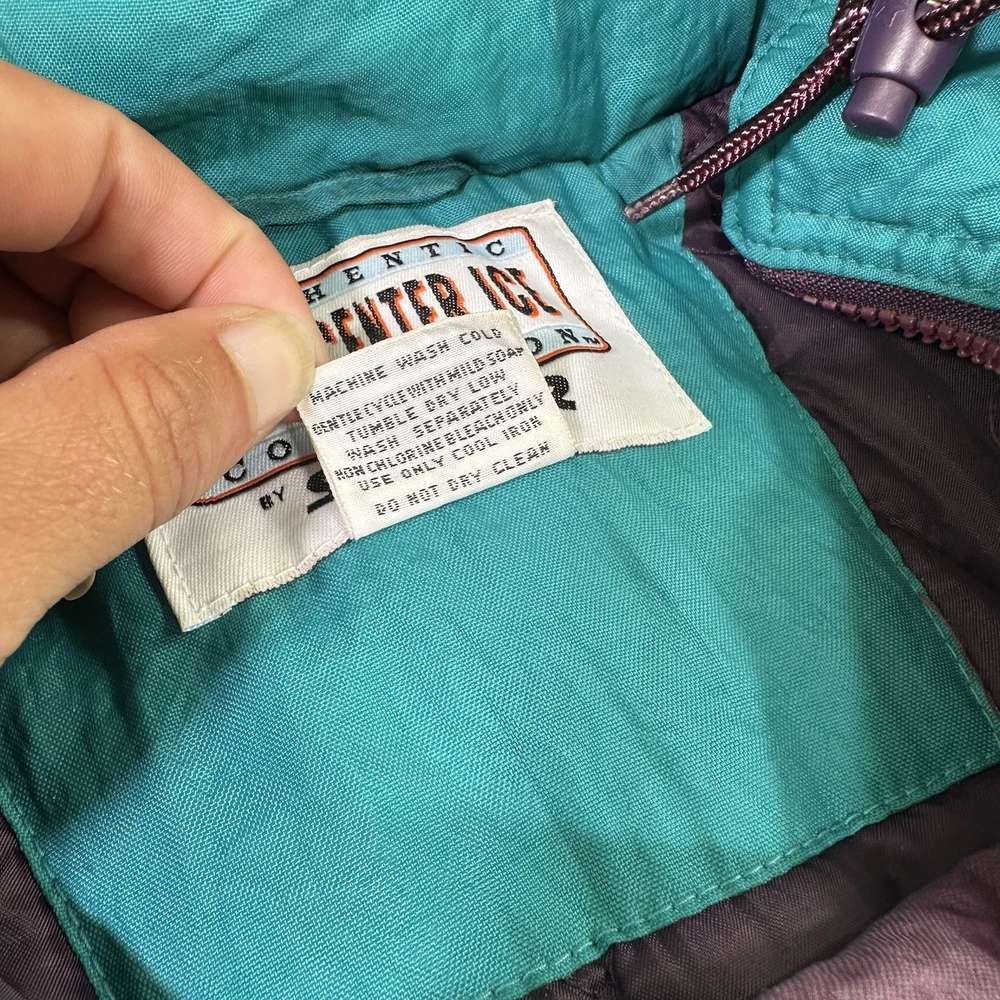 HENTIC
PENTER ICE
ON™
CO
BY S
MACHINE WASH COLD
GENTLE CYCLE WITH MILD SOAP
TUMBLE DRY LOW
WASH SEPARATELY
NON CHLORINE BLEACH ONLY
USE ONLY COOL IRON
DO NOT DRY CLEAN